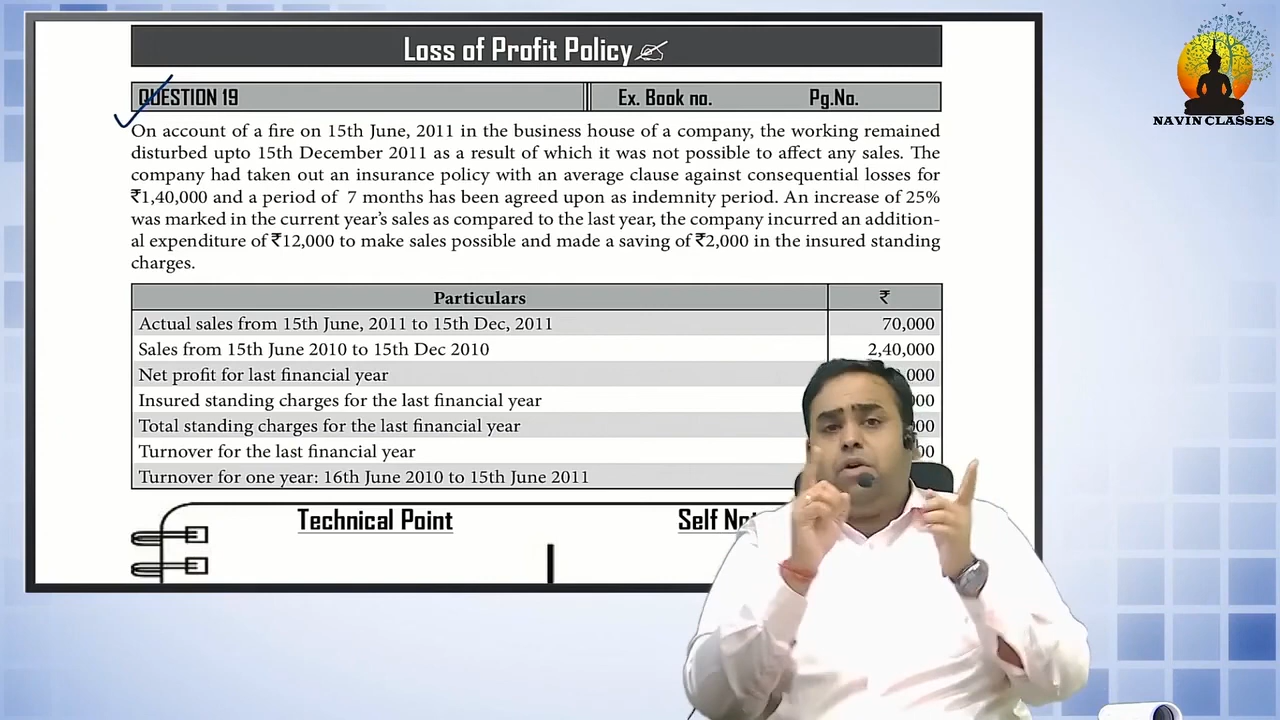 Loss of Profit Policy
NAVIN CLASSES
QUESTION 19 Ex. Book no. Pg.No.
On account of a fire on 15th June, 2011 in the business house of a company, the working remained
disturbed upto 15th December 2011 as a result of which it was not possible to affect any sales. The
company had taken out an insurance policy with an average clause against consequential losses for
₹1,40,000 and a period of 7 months has been agreed upon as indemnity period. An increase of 25%
was marked in the current year's sales as compared to the last year, the company incurred an addition-
al expenditure of ₹12,000 to make sales possible and made a saving of ₹2,000 in the insured standing
charges.
Particulars ₹
Actual sales from 15th June, 2011 to 15th Dec, 2011 70,000
Sales from 15th June 2010 to 15th Dec 2010 2,40,000
Net profit for last financial year
Insured standing charges for the last financial year
Total standing charges for the last financial year
Turnover for the last financial year
Turnover for one year: 16th June 2010 to 15th June 2011
Technical Point Self